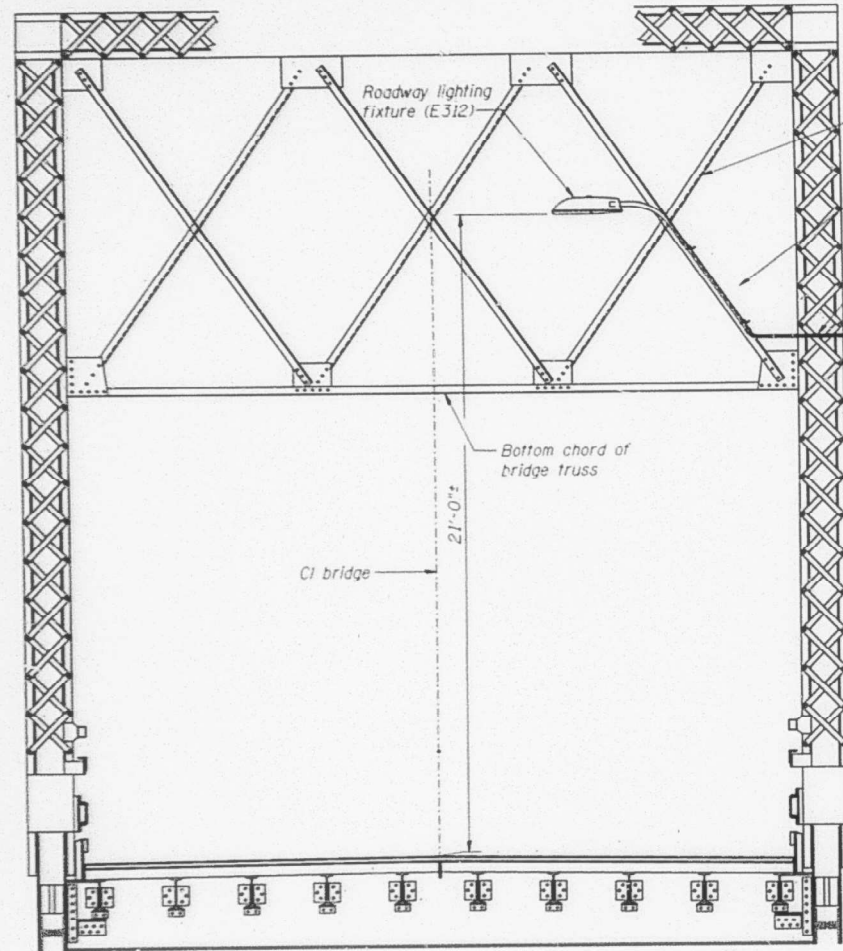 Roadway lighting
fixture (E312)
Bottom chord of
bridge truss
21'-0"±
Cl bridge